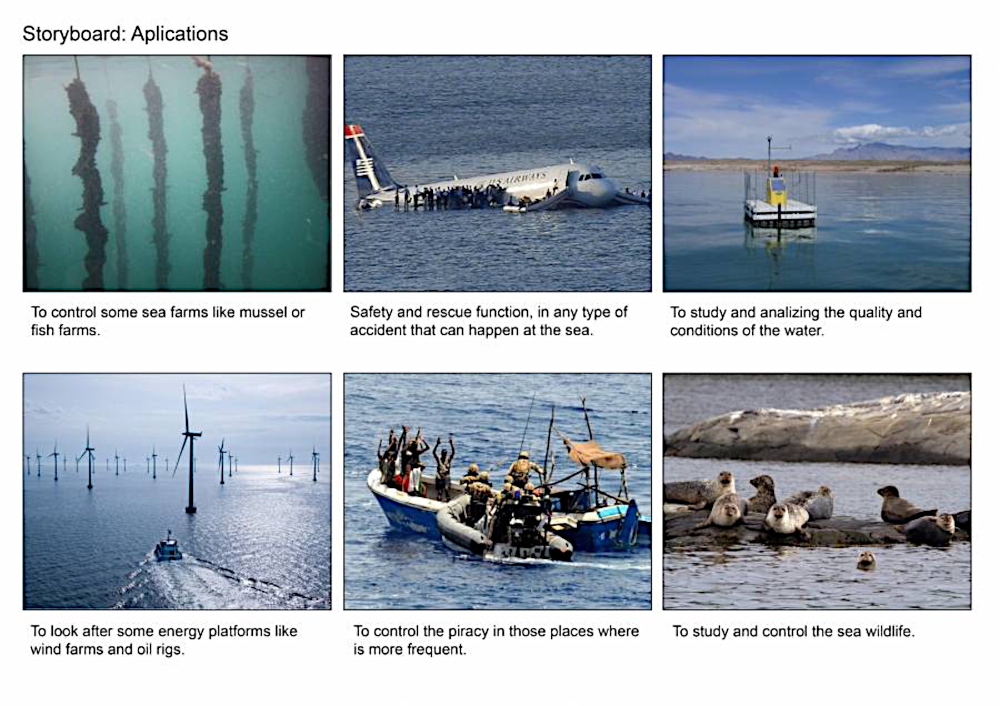 Storyboard: Aplications
US AIRWAYS
To control some sea farms like mussel or
fish farms.
Safety and rescue function, in any type of
accident that can happen at the sea.
To study and analizing the quality and
conditions of the water.
To look after some energy platforms like
wind farms and oil rigs.
To control the piracy in those places where
is more frequent.
To study and control the sea wildlife.